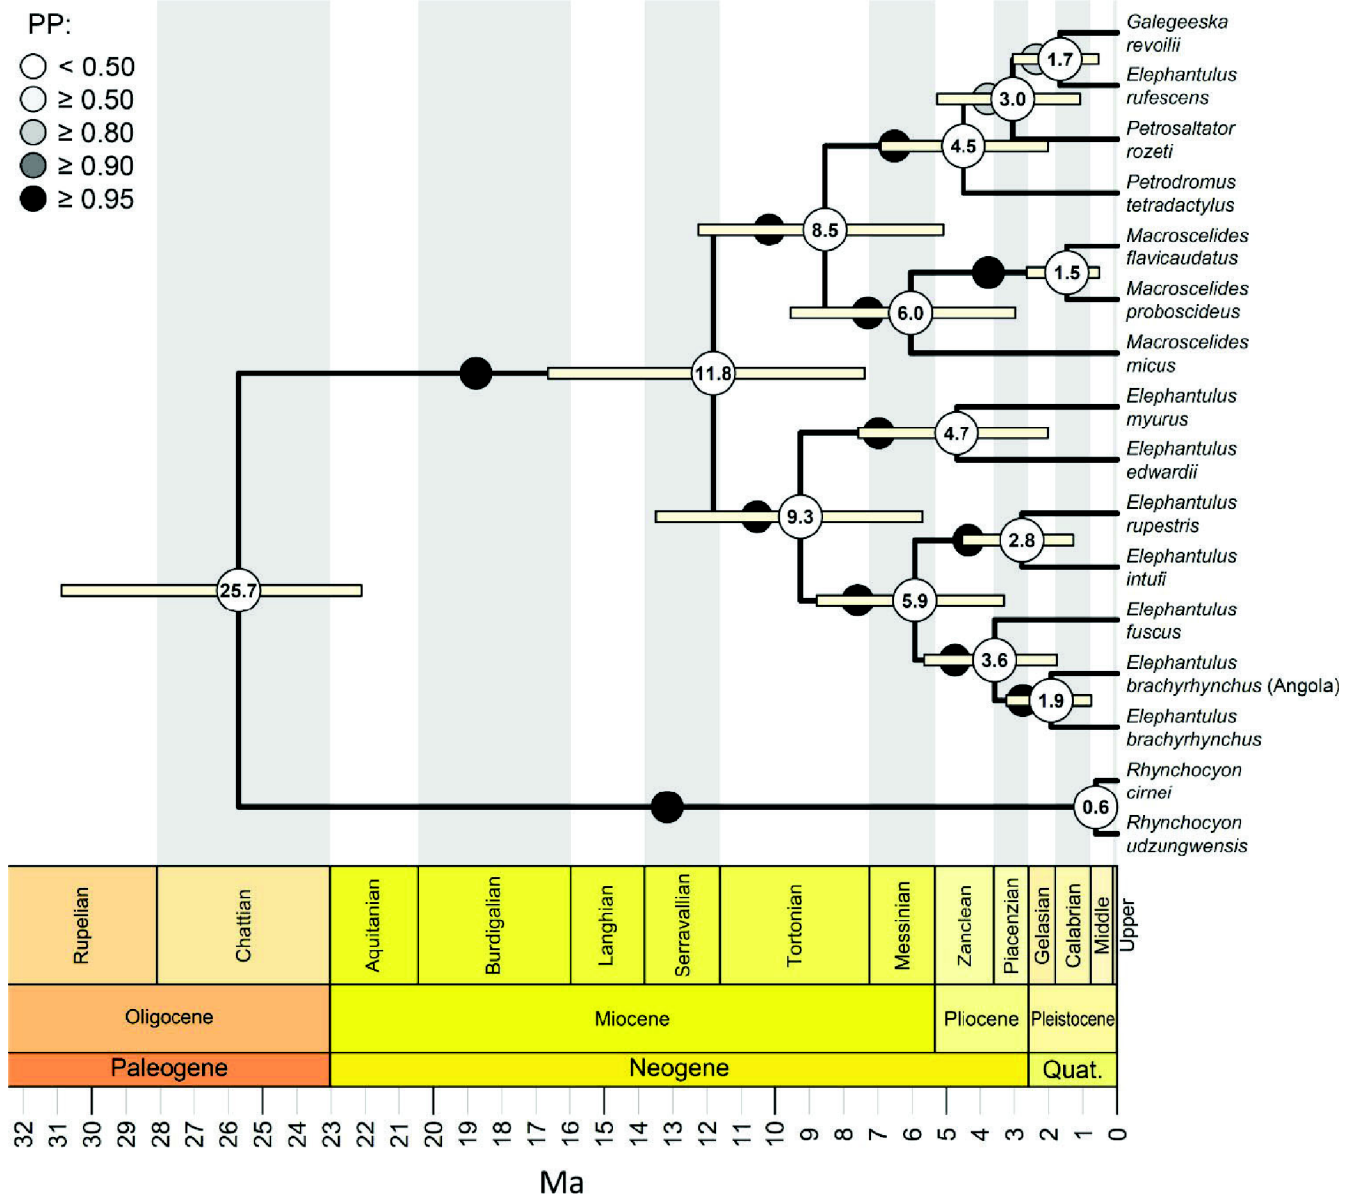 PP:
< 0.50
≥ 0.50
≥ 0.80
≥ 0.90
≥ 0.95
Galegeeska
revoilii
Elephantulus
rufescens
Petrosaltator
rozeti
Petrodromus
tetradactylus
Macroscelides
flavicaudatus
Macroscelides
proboscideus
Macroscelides
micus
Elephantulus
myurus
Elephantulus
edwardii
Elephantulus
rupestris
Elephantulus
intufi
Elephantulus
fuscus
Elephantulus
brachyrhynchus (Angola)
Elephantulus
brachyrhynchus
Rhynchocyon
cirnei
Rhynchocyon
udzungwensis
1.7
3.0
4.5
8.5
1.5
6.0
11.8
4.7
9.3
2.8
5.9
25.7
3.6
1.9
0.6
Rupelian
Chattian
Aquitanian
Burdigalian
Langhian
Serravallian
Tortonian
Messinian
Zanclean
Piacenzian
Gelasian
Calabrian
Middle
Upper
Oligocene
Miocene
Pliocene
Pleistocene
Paleogene
Neogene
Quat.
32 31 30 29 28 27 26 25 24 23 22 21 20 19 18 17 16 15 14 13 12 11 10 9 8 7 6 5 4 3 2 1 0
Ma